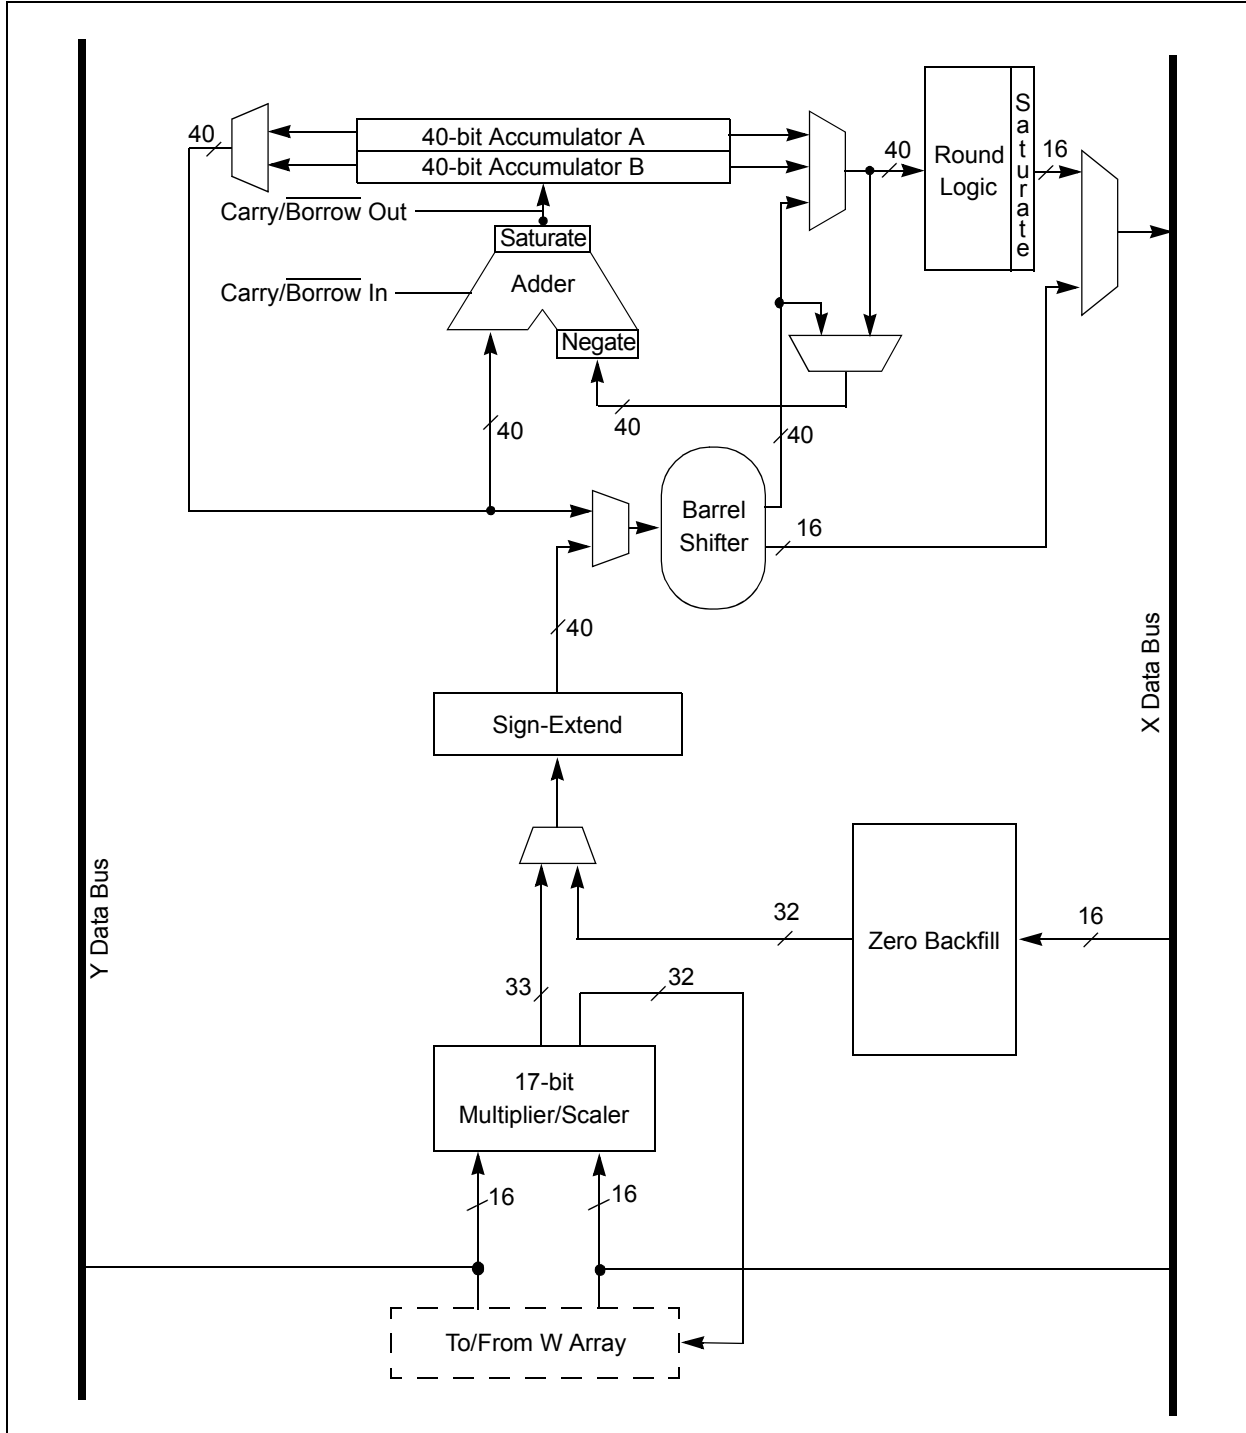 40
40-bit Accumulator A
40-bit Accumulator B
Carry/Borrow Out
Saturate
Carry/Borrow In
Adder
Negate
40
Round
Logic
Saturate
16
40
40
40
Barrel
Shifter
16
40
Sign-Extend
X Data Bus
Y Data Bus
32
Zero Backfill
16
33
32
17-bit
Multiplier/Scaler
16
16
To/From W Array